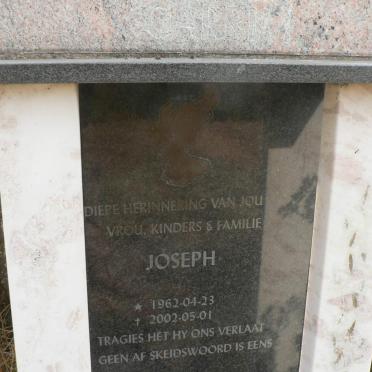 DIEPE HERINNERING VAN JOU
VROU, KINDERS & FAMILIE
JOSEPH
★ 1962-04-23
† 2002-05-01
TRAGIES HET HY ONS VERLAAT
GEEN AF SKEIDSWOORD IS EENS